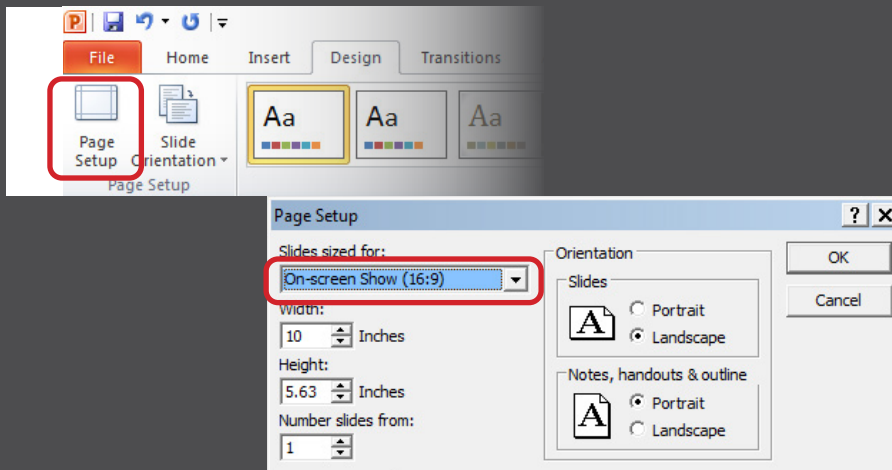 P
File Home Insert Design Transitions
Aa Aa Aa
Page Setup
Slide Orientation
Page Setup
Page Setup ? X
Slides sized for:
On-screen Show (16:9)
Width:
10 Inches
Height:
5.63 Inches
Number slides from:
1
Orientation
Slides
A
Portrait
Landscape
Notes, handouts & outline
A
Portrait
Landscape
OK
Cancel